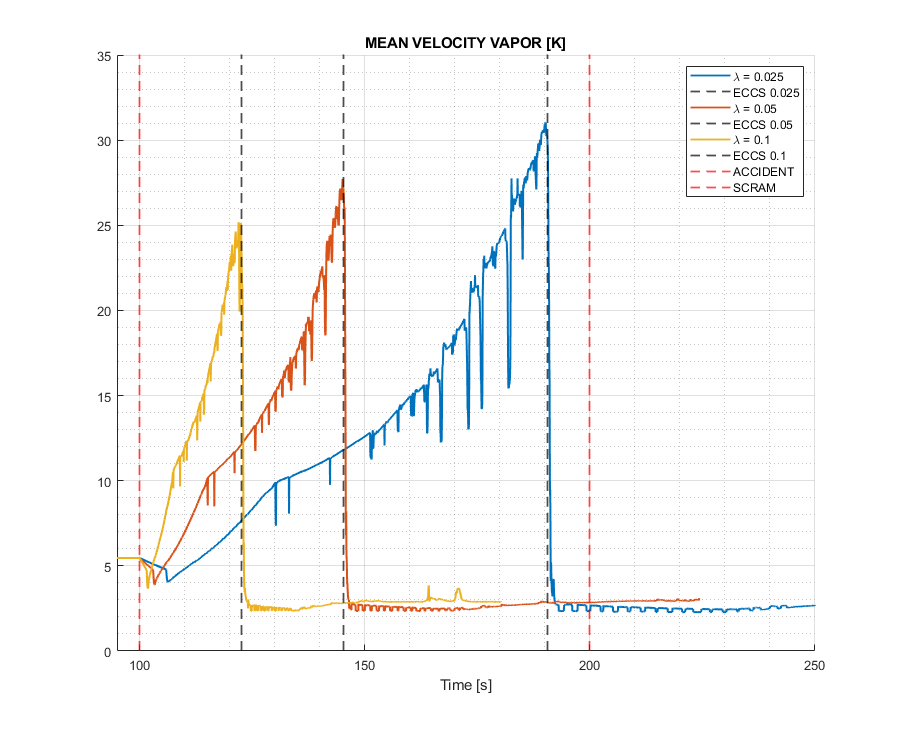 MEAN VELOCITY VAPOR [K]
35
30
25
20
15
10
5
0
100
150
200
250
Time [s]
λ = 0.025
ECCS 0.025
λ = 0.05
ECCS 0.05
λ = 0.1
ECCS 0.1
ACCIDENT
SCRAM